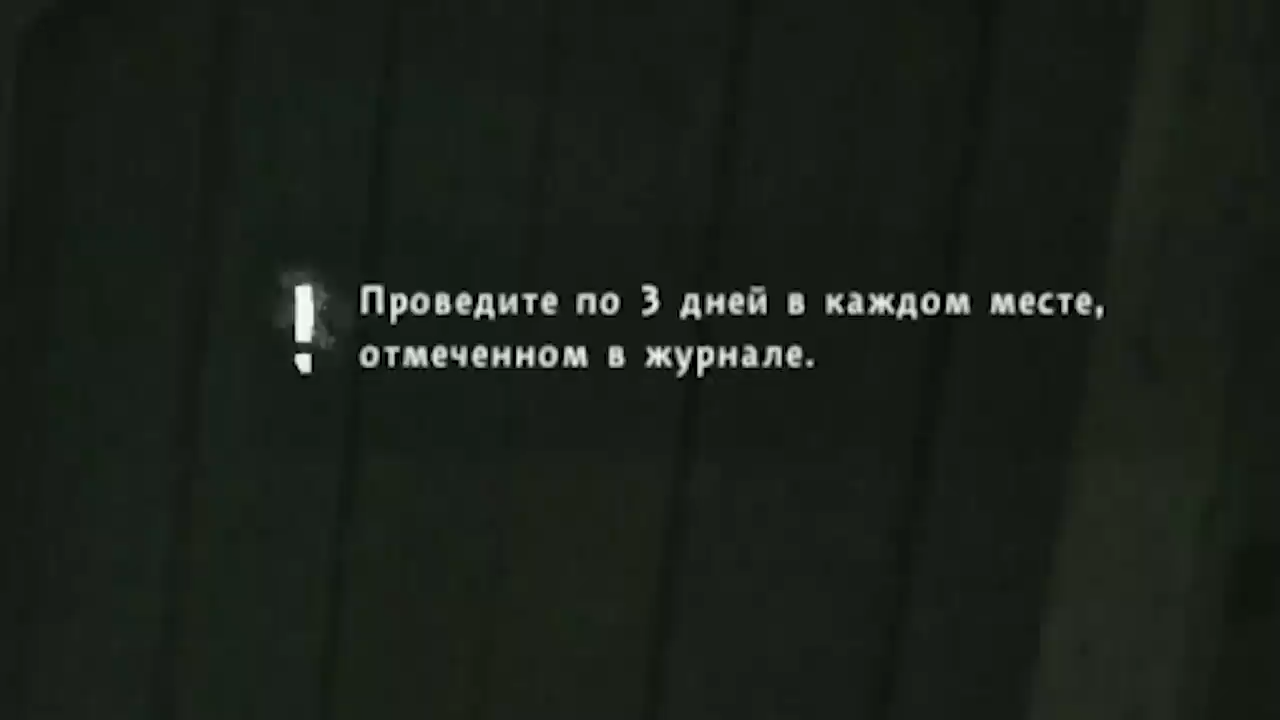 Проведите по 3 дней в каждом месте,
отмеченном в журнале.